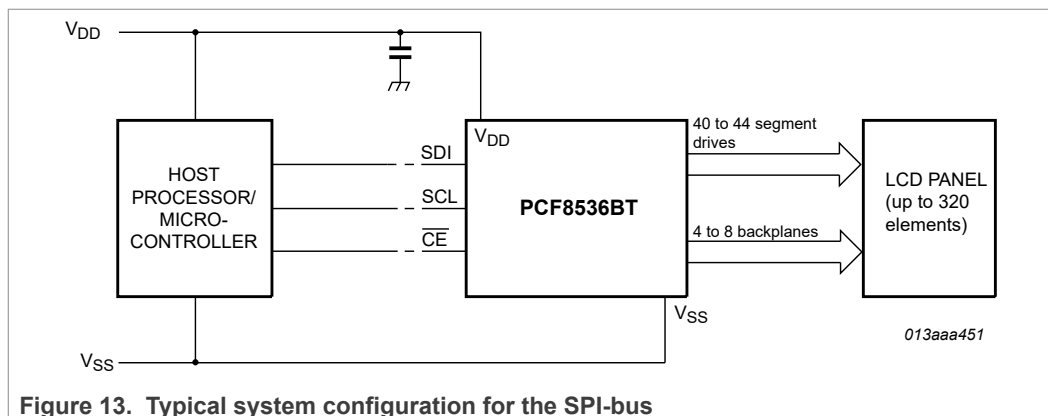 VDD
HOST
PROCESSOR/
MICRO-
CONTROLLER
SDI
SCL
CE
VDD
PCF8536BT
VSS
40 to 44 segment
drives
4 to 8 backplanes
LCD PANEL
(up to 320
elements)
VSS
013aaa451
Figure 13. Typical system configuration for the SPI-bus